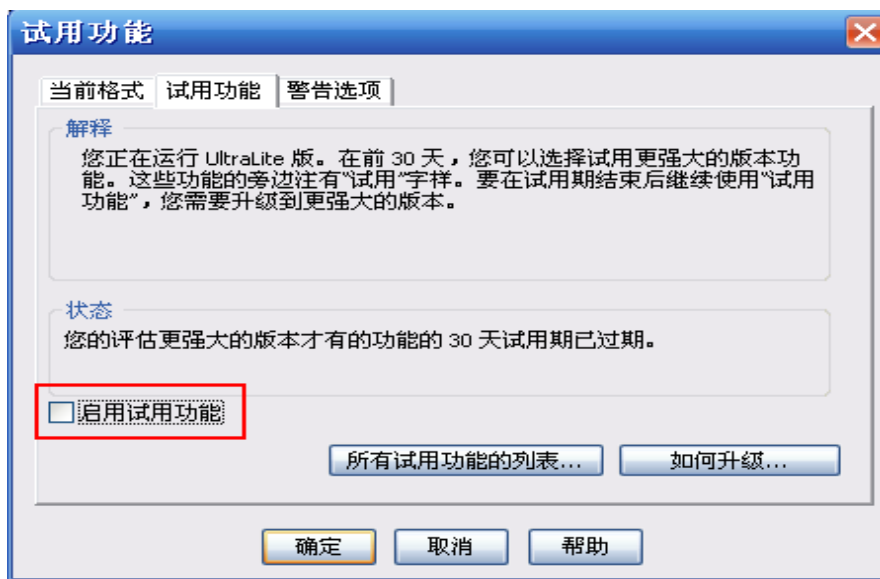 试用功能
当前格式 试用功能 警告选项
解释
您正在运行 UltraLite 版。在前 30 天，您可以选择试用更强大的版本功
能。这些功能的旁边注有“试用”字样。要在试用期结束后继续使用“试用
功能”，您需要升级到更强大的版本。
状态
您的评估更强大的版本才有的功能的 30 天试用期已过期。
启用试用功能
所有试用功能的列表... 如何升级...
确定 取消 帮助